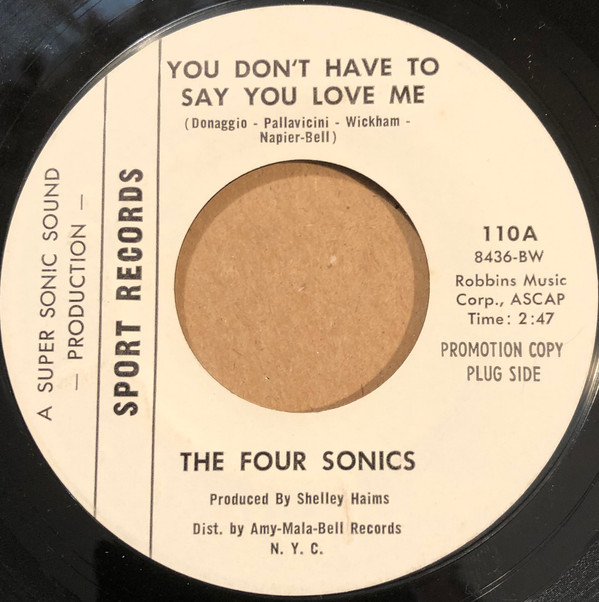 YOU DON'T HAVE TO
SAY YOU LOVE ME
(Donaggio - Pallavicini - Wickham -
Napier-Bell)
A SUPER SONIC SOUND
— PRODUCTION —
SPORT RECORDS
110A
8436-BW
Robbins Music
Corp., ASCAP
Time: 2:47
PROMOTION COPY
PLUG SIDE
THE FOUR SONICS
Produced By Shelley Haims
Dist. by Amy-Mala-Bell Records
N. Y. C.